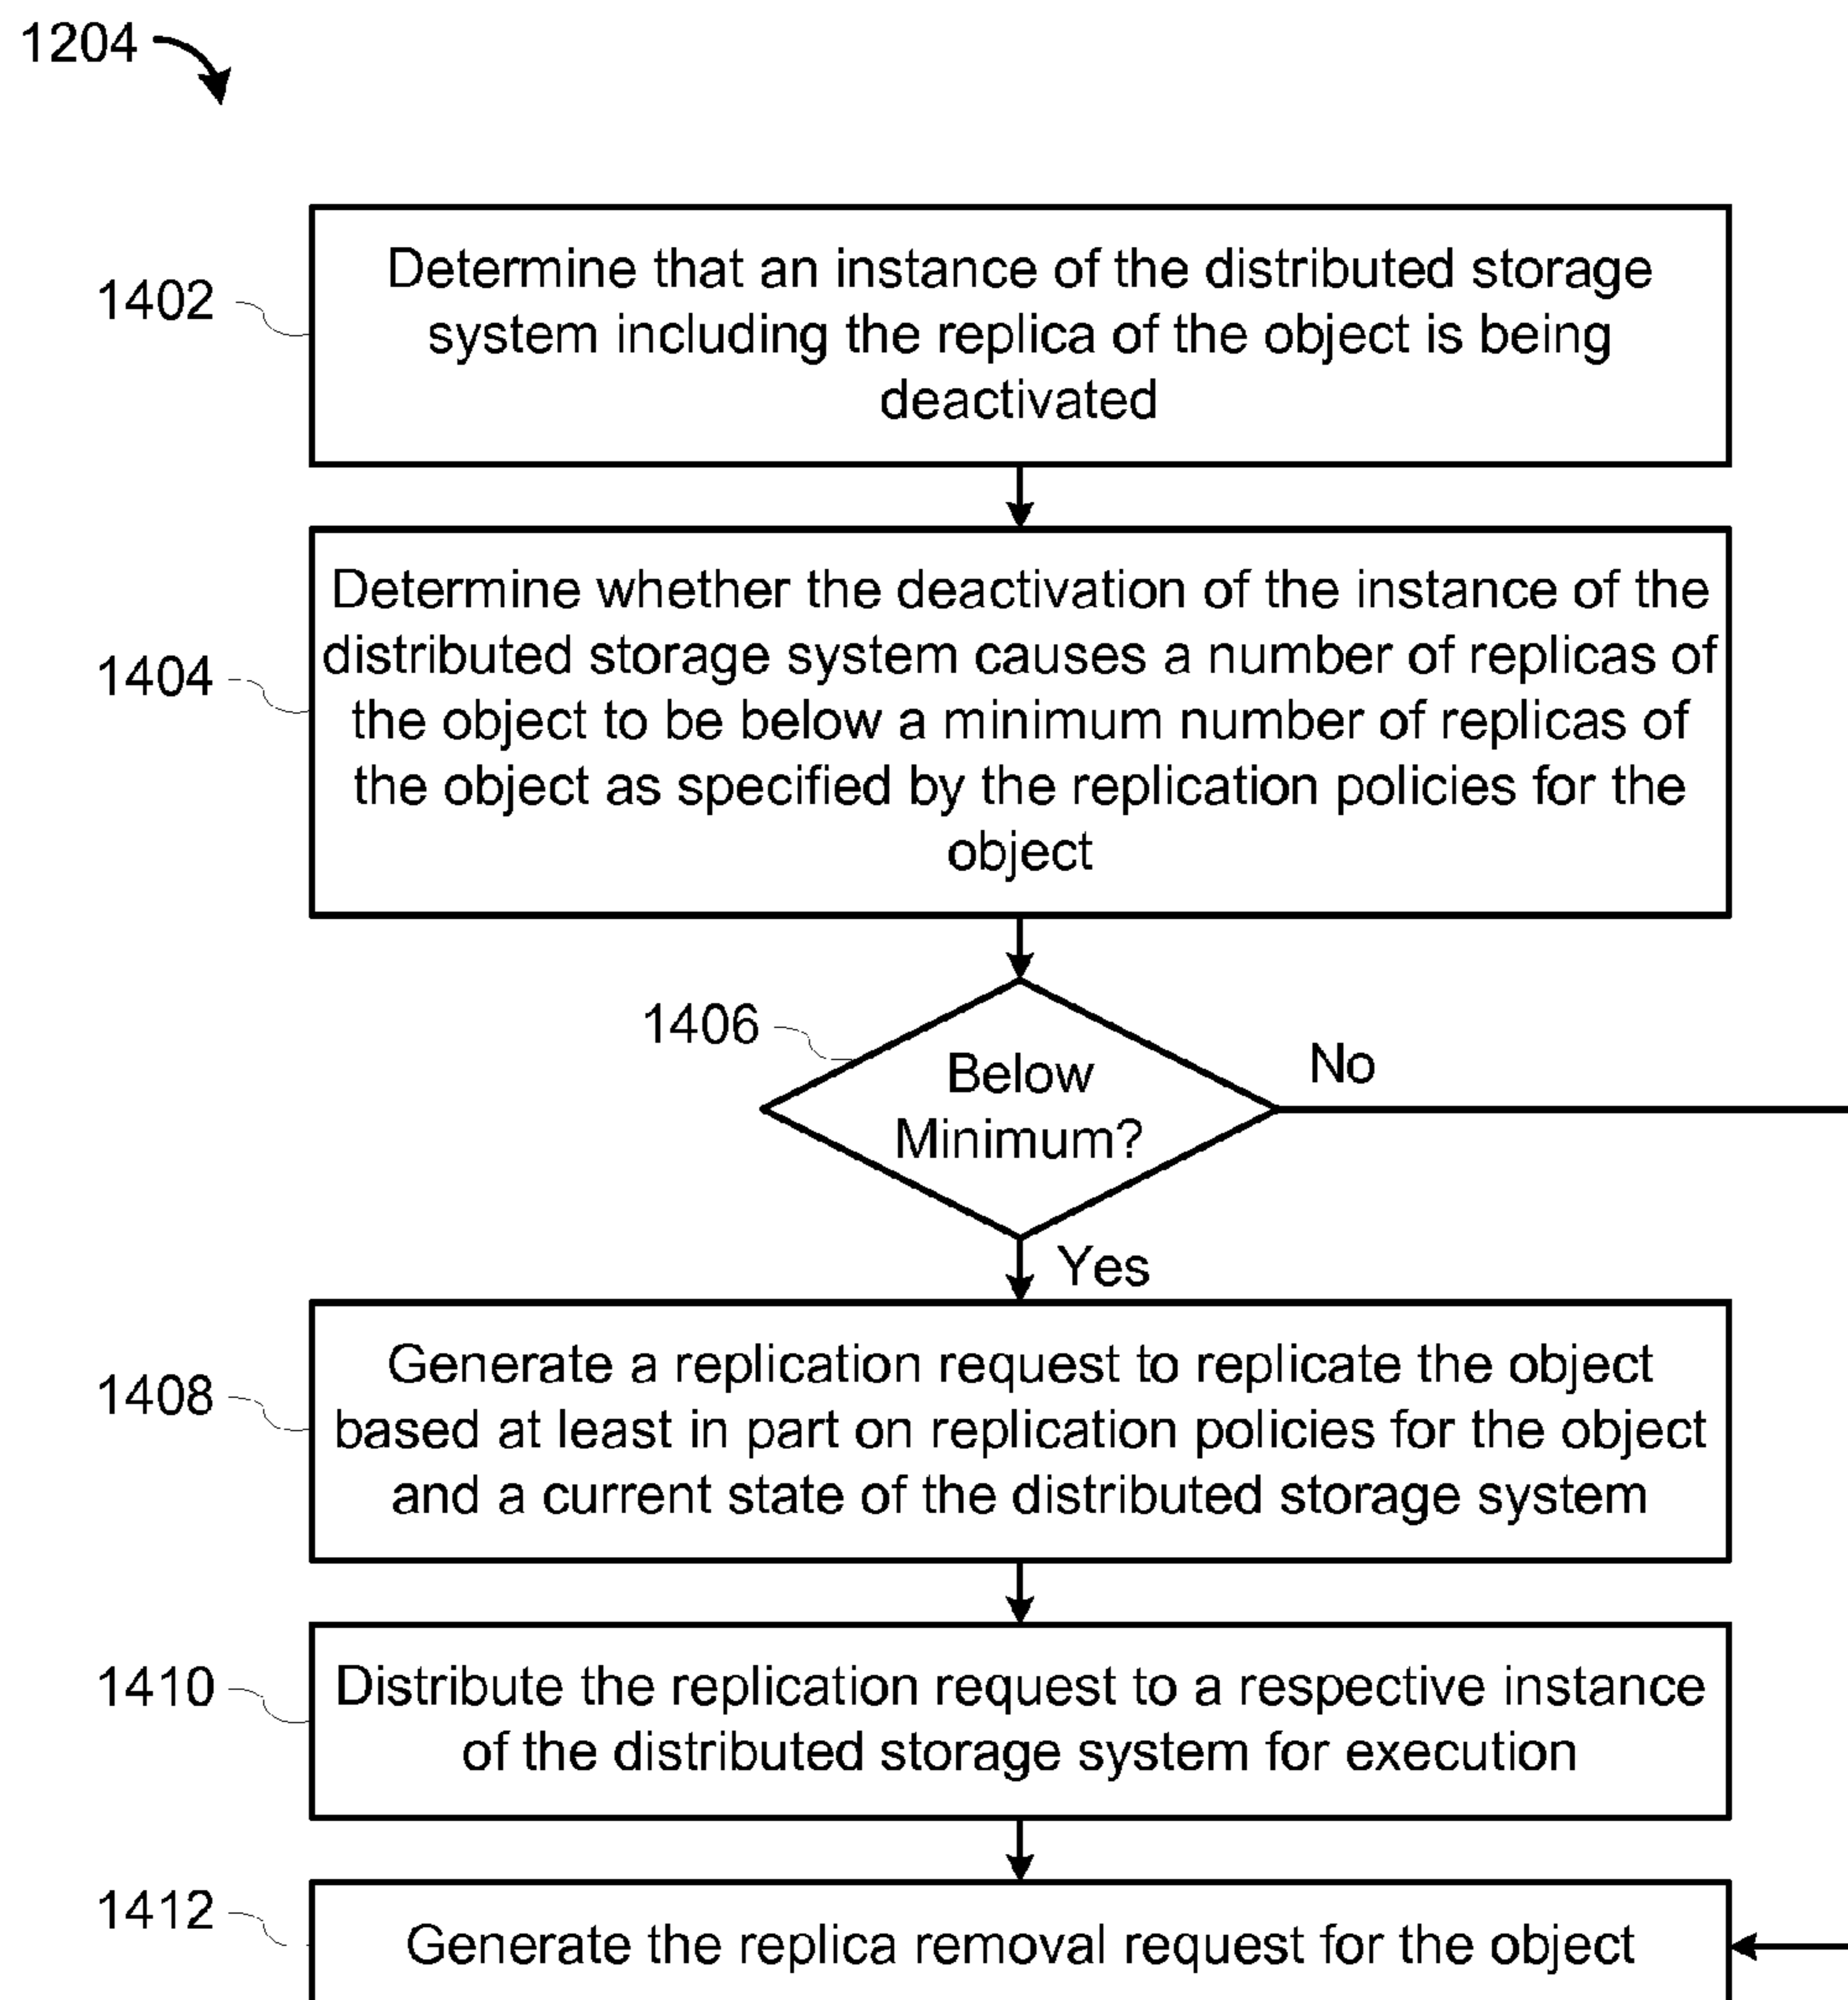 1204
1402
Determine that an instance of the distributed storage
system including the replica of the object is being
deactivated
1404
Determine whether the deactivation of the instance of the
distributed storage system causes a number of replicas of
the object to be below a minimum number of replicas of
the object as specified by the replication policies for the
object
1406
Below
Minimum?
No
Yes
1408
Generate a replication request to replicate the object
based at least in part on replication policies for the object
and a current state of the distributed storage system
1410
Distribute the replication request to a respective instance
of the distributed storage system for execution
1412
Generate the replica removal request for the object